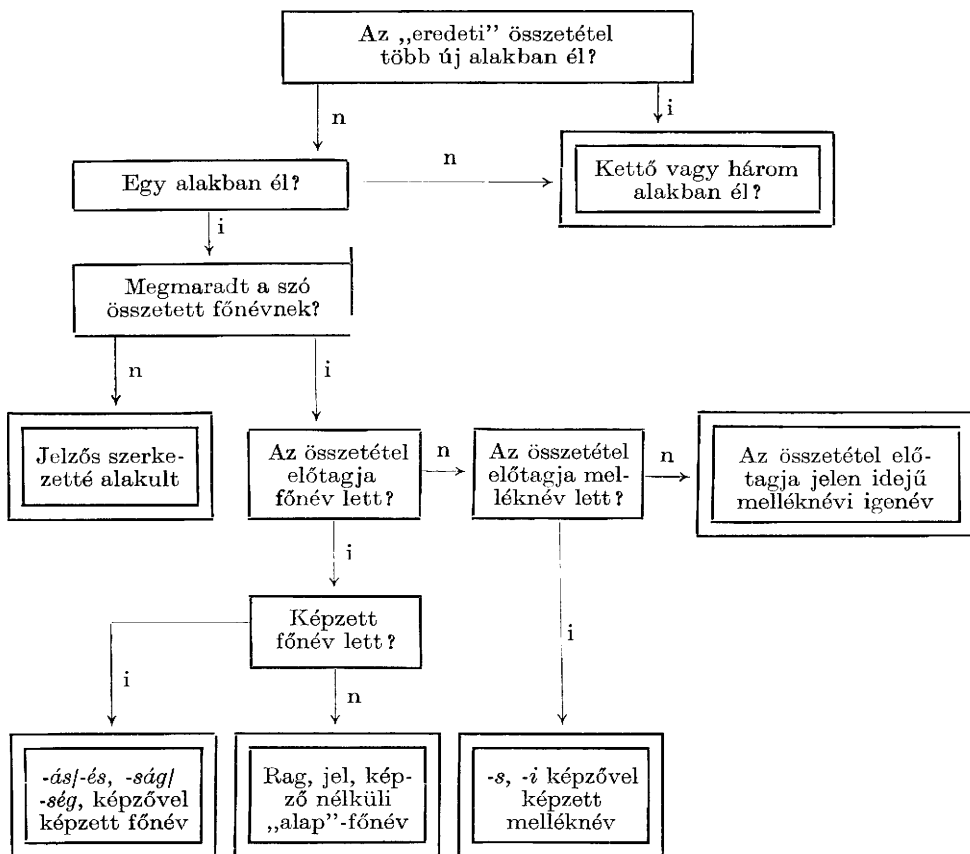 Az „eredeti” összetétel
több új alakban él?
n
i
Egy alakban él?
n
Kettő vagy három
alakban él?
i
Megmaradt a szó
összetett főnévnek?
n
i
Jelzős szerke-
zetté alakult
Az összetétel
előtagja
főnév lett?
n
Az összetétel
előtagja mel-
léknév lett?
n
Az összetétel elő-
tagja jelen idejű
melléknévi igenév
i
Képzett
főnév lett?
i
i
n
-ás/-és, -ság/
-ség, képzővel
képzett főnév
Rag, jel, kép-
ző nélküli
„alap”-főnév
-s, -i képzővel
képzett
melléknév